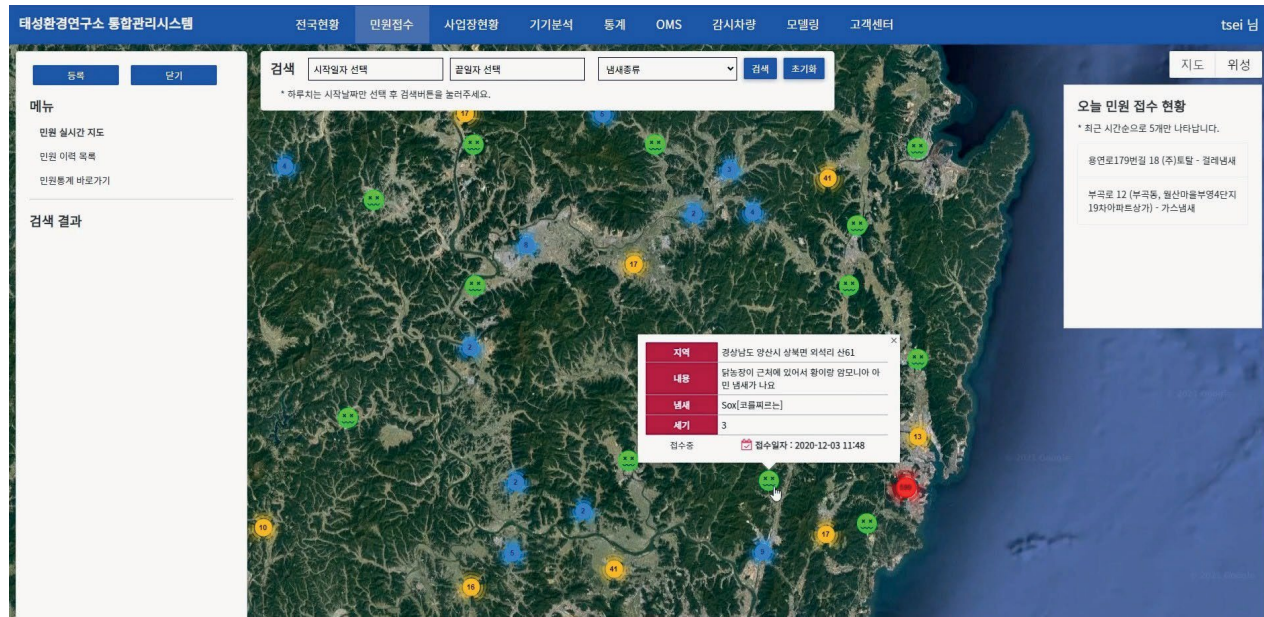 태성환경연구소 통합관리시스템
전국현황 민원접수 사업장현황 기기분석 통계 OMS 감시차량 모델링 고객센터
tsei 님
등록 닫기
메뉴
민원 실시간 지도
민원 이력 목록
민원통계 바로가기
검색 결과
검색 시작일자 선택 끝일자 선택 냄새종류 검색 초기화
* 하루치는 시작날짜만 선택 후 검색버튼을 눌러주세요.
지도 위성
오늘 민원 접수 현황
* 최근 시간순으로 5개만 나타납니다.
용연로179번길 18 (주)토탈 - 걸레냄새
부곡로 12 (부곡동, 월산마을부영4단지
19차아파트상가) - 가스냄새
17
4
3
41
2
4
8
17
2
지역 경상남도 양산시 상북면 외석리 산61
내용 닭농장이 근처에 있어서 황이랑 암모니아 아
민 냄새가 나요
냄새 Sox[코를찌르는]
세기 3
접수중 접수일자 : 2020-12-03 11:48
13
2
2
10
17
9
41
16